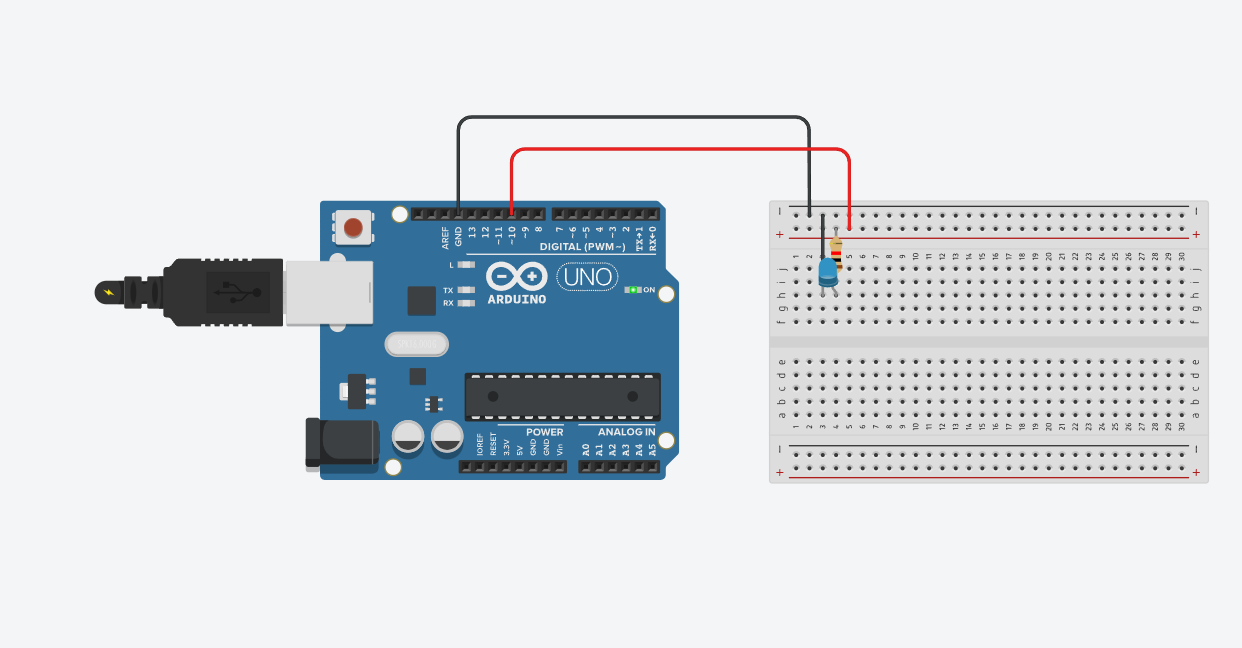 AREF
GND
13
12
~11
~10
~9
8
7
~6
~5
4
~3
2
TX→1
RX←0
DIGITAL (PWM~)
L
TX
RX
UNO
ARDUINO
ON
POWER
ANALOG IN
IOREF
RESET
3.3V
5V
GND
GND
Vin
A0
A1
A2
A3
A4
A5
− −
+ +
1 2 3 4 5 6 7 8 9 10 11 12 13 14 15 16 17 18 19 20 21 22 23 24 25 26 27 28 29 30
j j
i i
h h
g g
f f
e e
d d
c c
b b
a a
1 2 3 4 5 6 7 8 9 10 11 12 13 14 15 16 17 18 19 20 21 22 23 24 25 26 27 28 29 30
− −
+ +